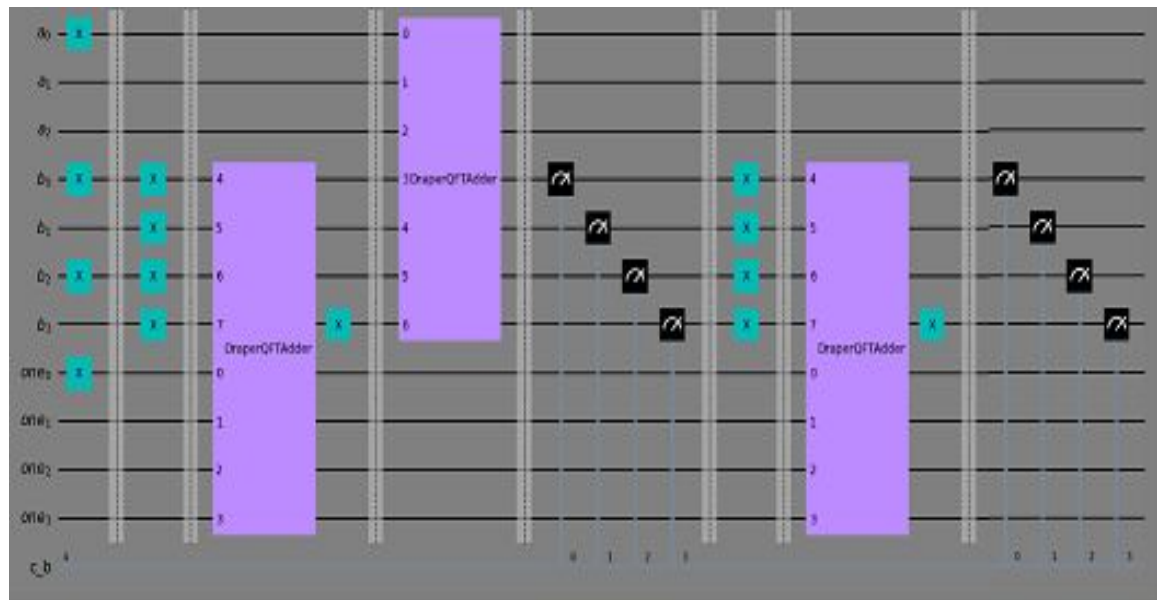 a₀ X 0
a₁ 1
a₂ 2
b₀ X X 4 3 DraperQFTAdder X 4
b₁ X 5 4 X 5
b₂ X X 6 5 X 6
b₃ X 7 X 6 X 7 X
DraperQFTAdder DraperQFTAdder
one₀ X 0 0
one₁ 1 1
one₂ 2 2
one₃ 3 3
c_b 4 0 1 2 3 0 1 2 3